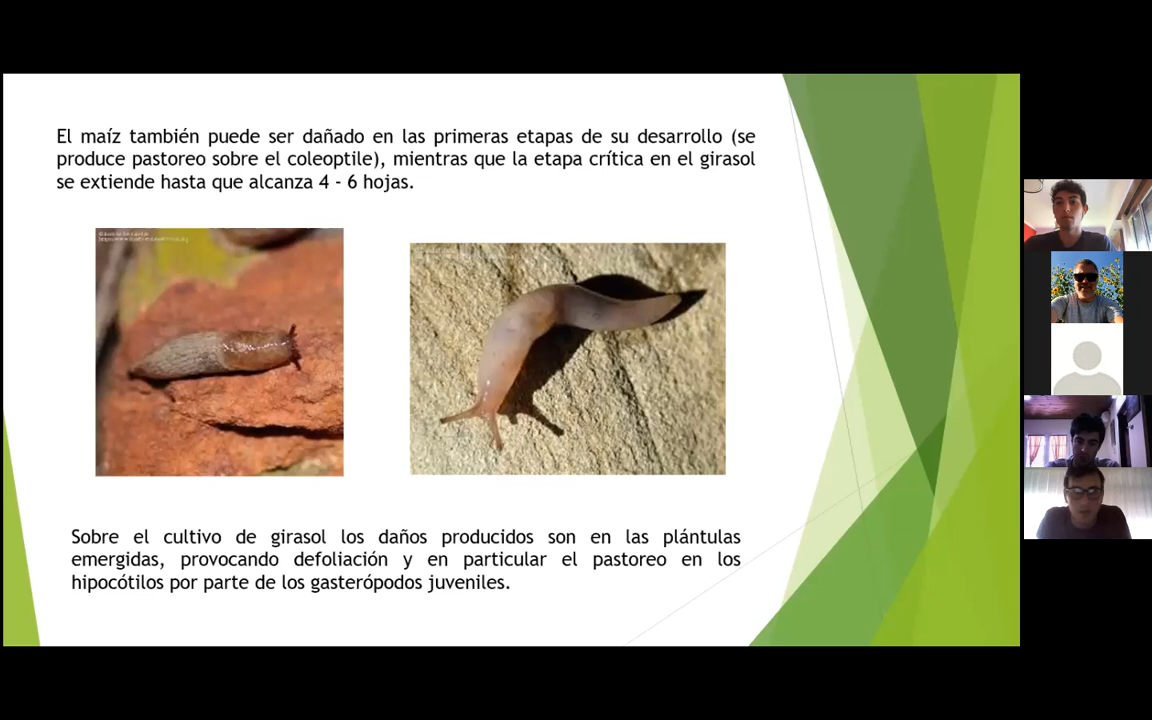 El maíz también puede ser dañado en las primeras etapas de su desarrollo (se
produce pastoreo sobre el coleoptile), mientras que la etapa crítica en el girasol
se extiende hasta que alcanza 4 - 6 hojas.
Sobre el cultivo de girasol los daños producidos son en las plántulas
emergidas, provocando defoliación y en particular el pastoreo en los
hipocótilos por parte de los gasterópodos juveniles.